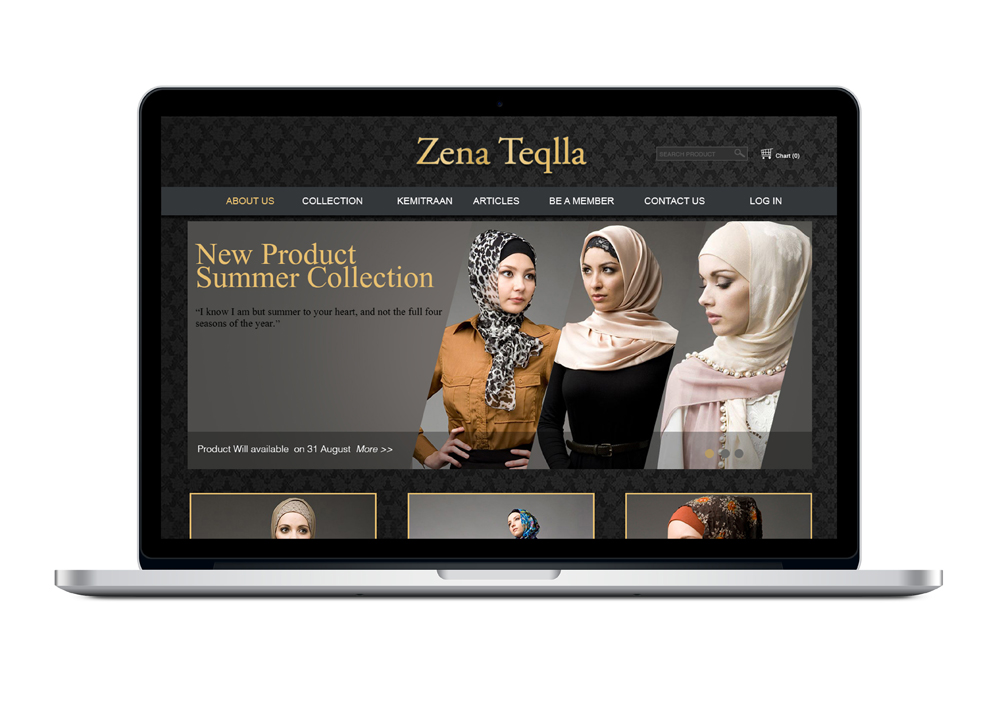 Zena Teqlla
SEARCH PRODUCT
Chart (0)
ABOUT US COLLECTION KEMITRAAN ARTICLES BE A MEMBER CONTACT US LOG IN
New Product
Summer Collection
“I know I am but summer to your heart, and not the full four
seasons of the year.”
Product Will available on 31 August More >>